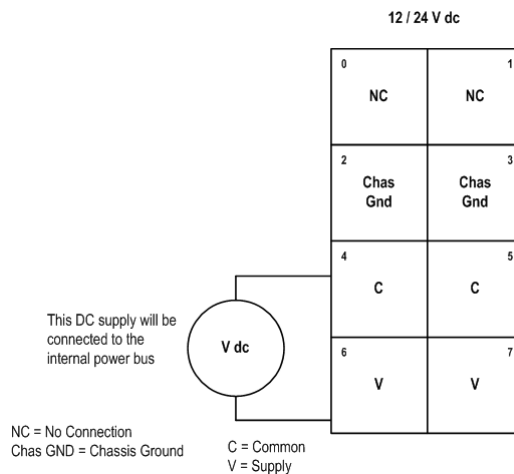 12 / 24 V dc
0
1
NC
NC
2
3
Chas
Gnd
Chas
Gnd
4
5
C
C
This DC supply will be
connected to the
internal power bus
V dc
6
7
V
V
NC = No Connection
Chas GND = Chassis Ground
C = Common
V = Supply